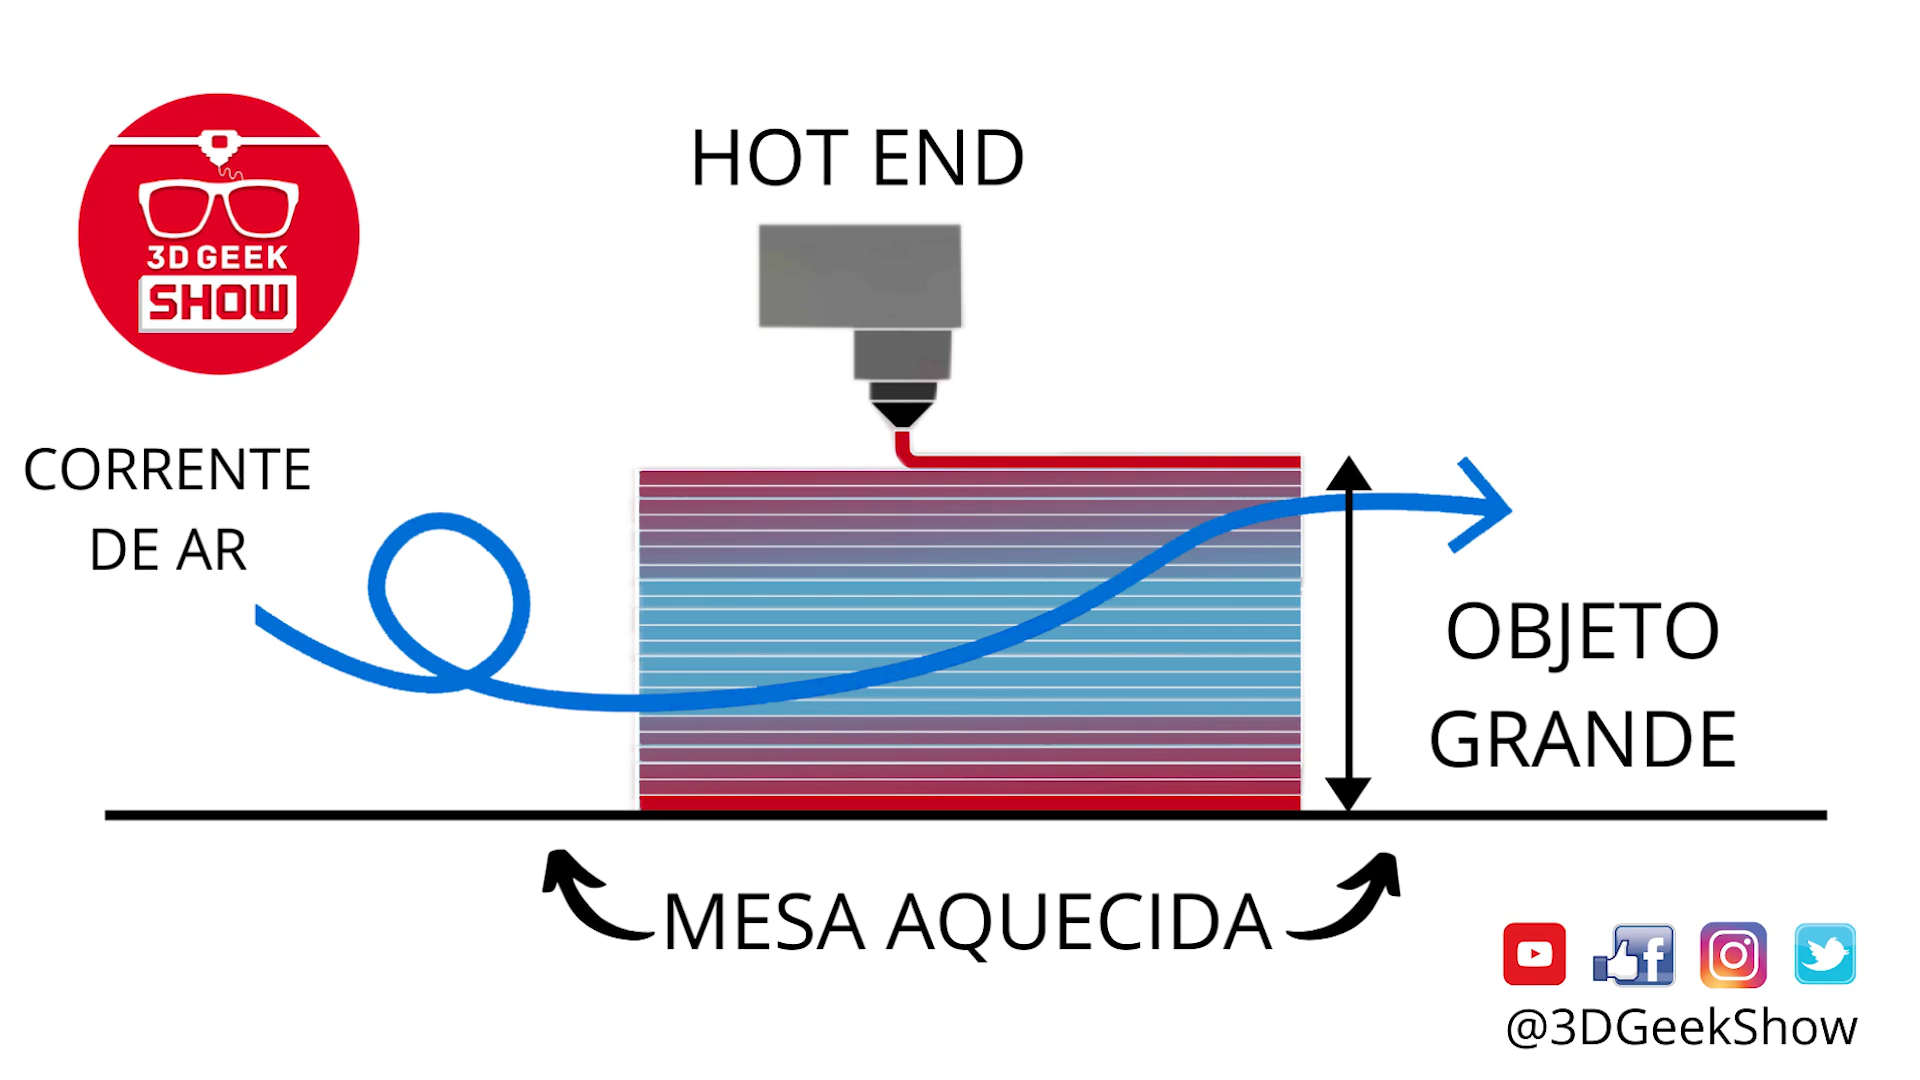 3D GEEK
SHOW
HOT END
CORRENTE
DE AR
OBJETO
GRANDE
MESA AQUECIDA
@3DGeekShow